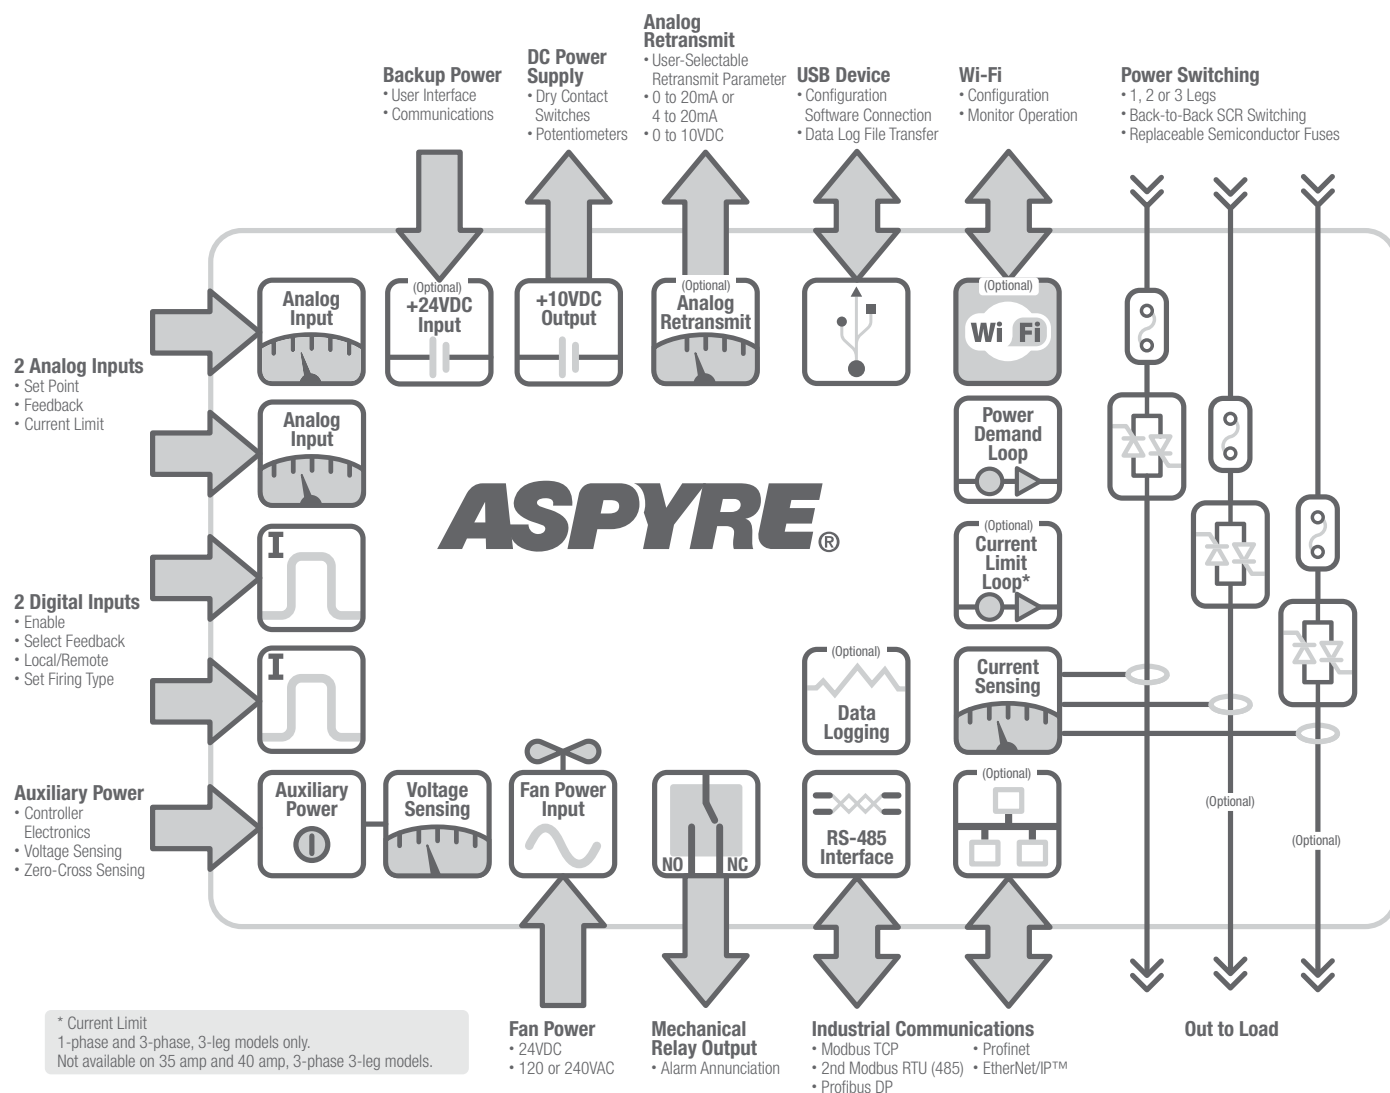 Backup Power
• User Interface
• Communications
DC Power
Supply
• Dry Contact
Switches
• Potentiometers
Analog
Retransmit
• User-Selectable
Retransmit Parameter
• 0 to 20mA or
4 to 20mA
• 0 to 10VDC
USB Device
• Configuration
Software Connection
• Data Log File Transfer
Wi-Fi
• Configuration
• Monitor Operation
Power Switching
• 1, 2 or 3 Legs
• Back-to-Back SCR Switching
• Replaceable Semiconductor Fuses
2 Analog Inputs
• Set Point
• Feedback
• Current Limit
2 Digital Inputs
• Enable
• Select Feedback
• Local/Remote
• Set Firing Type
Auxiliary Power
• Controller
Electronics
• Voltage Sensing
• Zero-Cross Sensing
Analog
Input
(Optional)
+24VDC
Input
+10VDC
Output
(Optional)
Analog
Retransmit
(Optional)
Wi Fi
Analog
Input
Power
Demand
Loop
ASPYRE®
I
(Optional)
Current
Limit
Loop*
I
(Optional)
Data
Logging
Current
Sensing
Auxiliary
Power
Voltage
Sensing
Fan Power
Input
NO
NC
RS-485
Interface
(Optional)
(Optional)
(Optional)
* Current Limit
1-phase and 3-phase, 3-leg models only.
Not available on 35 amp and 40 amp, 3-phase 3-leg models.
Fan Power
• 24VDC
• 120 or 240VAC
Mechanical
Relay Output
• Alarm Annunciation
Industrial Communications
• Modbus TCP
• 2nd Modbus RTU (485)
• Profibus DP
• Profinet
• EtherNet/IP™
Out to Load